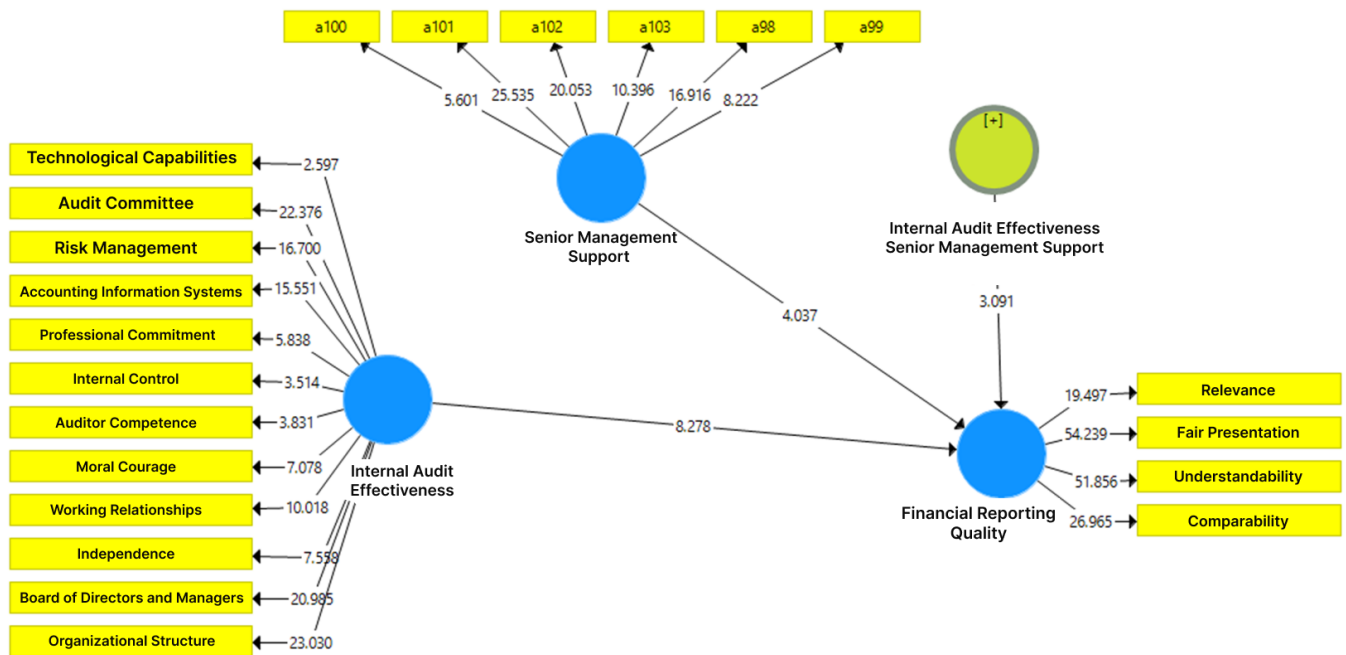 a100
a101
a102
a103
a98
a99
5.601
25.535
20.053
10.396
16.916
8.222
[+]
Technological Capabilities
2.597
Audit Committee
22.376
Risk Management
16.700
Accounting Information Systems
15.551
Professional Commitment
5.838
Internal Control
3.514
Auditor Competence
3.831
Moral Courage
7.078
Working Relationships
10.018
Independence
7.558
Board of Directors and Managers
20.985
Organizational Structure
23.030
Senior Management
Support
Internal Audit Effectiveness
Senior Management Support
3.091
4.037
8.278
Internal Audit
Effectiveness
Financial Reporting
Quality
19.497
Relevance
54.239
Fair Presentation
51.856
Understandability
26.965
Comparability